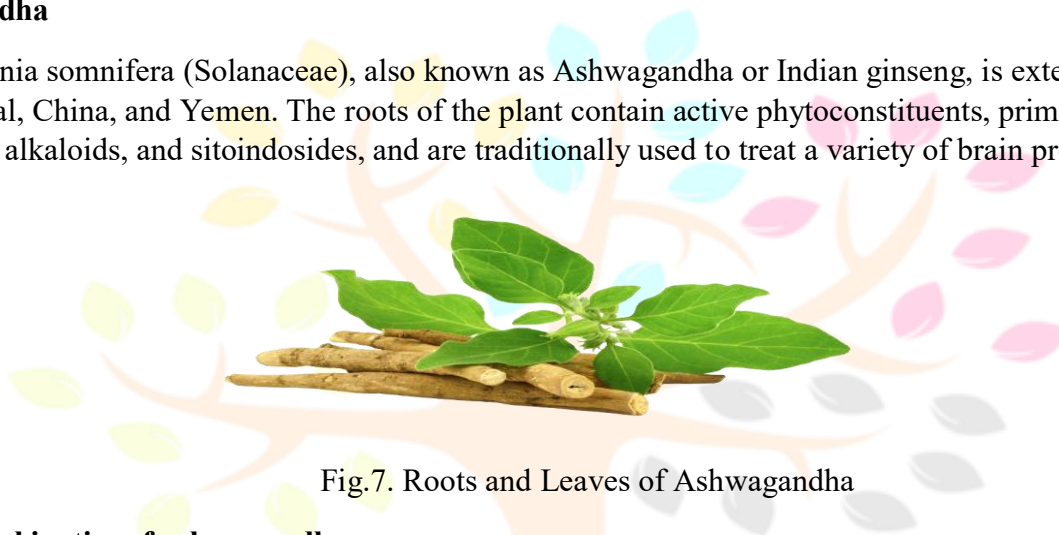 dha
nia somnifera (Solanaceae), also known as Ashwagandha or Indian ginseng, is exte
al, China, and Yemen. The roots of the plant contain active phytoconstituents, prim
alkaloids, and sitoindosides, and are traditionally used to treat a variety of brain pr
Fig.7. Roots and Leaves of Ashwagandha